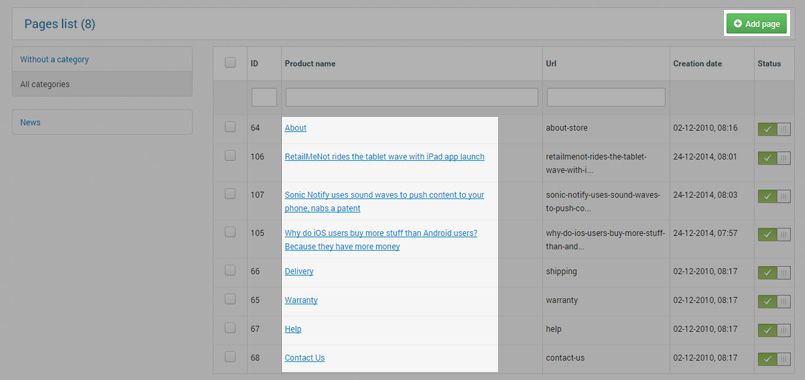 Pages list (8)
Add page
Without a category
All categories
News
ID Product name Url Creation date Status
64 About about-store 02-12-2010, 08:16
106 RetailMeNot rides the tablet wave with iPad app launch retailmenot-rides-the-tablet- 24-12-2014, 08:01
wave-with-i...
107 Sonic Notify uses sound waves to push content to your sonic-notify-uses-sound-waves- 24-12-2014, 08:03
phone, nabs a patent to-push-co...
105 Why do iOS users buy more stuff than Android users? why-do-ios-users-buy-more-stuff- 24-12-2014, 07:57
Because they have more money than-and...
66 Delivery shipping 02-12-2010, 08:17
65 Warranty warranty 02-12-2010, 08:17
67 Help help 02-12-2010, 08:17
68 Contact Us contact-us 02-12-2010, 08:17